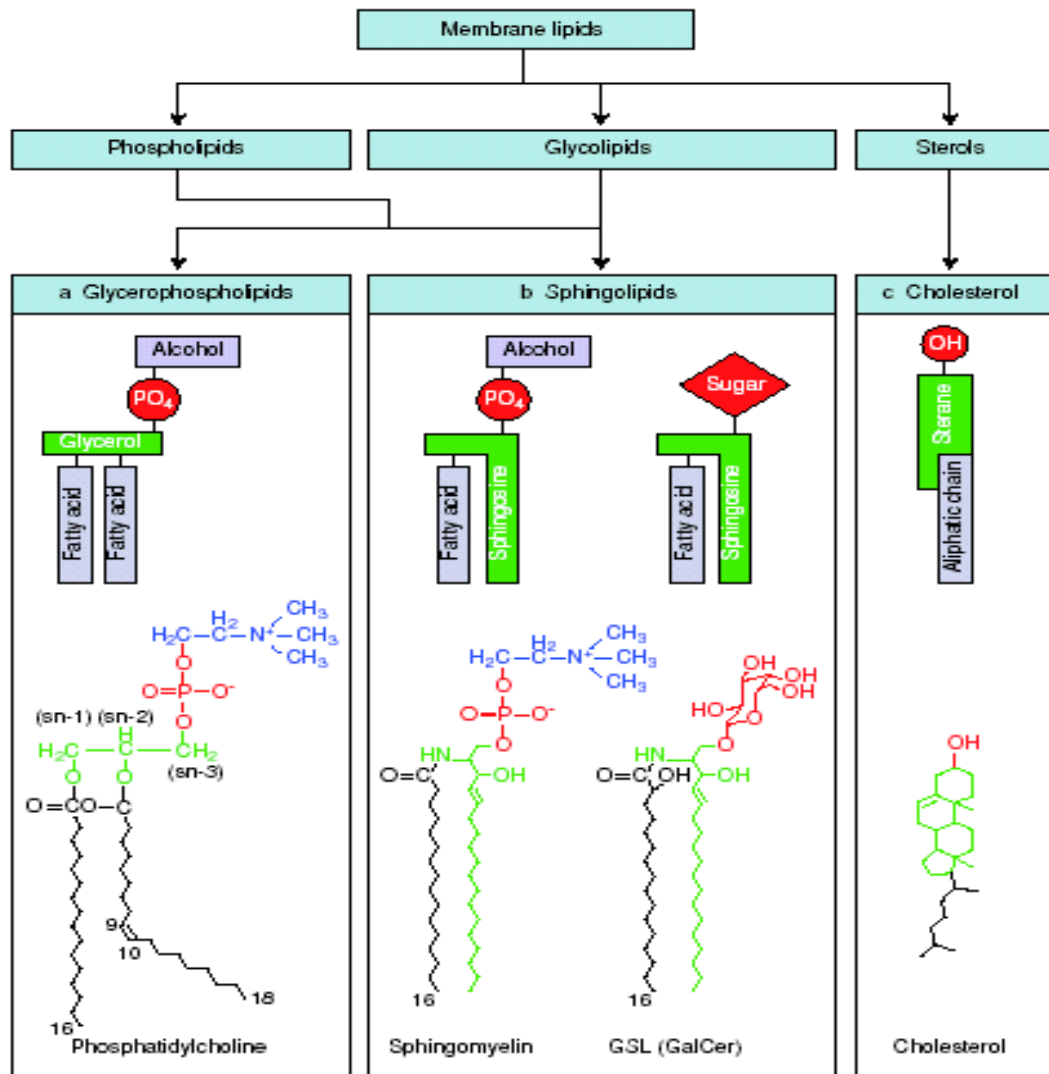 Membrane lipids
Phospholipids
Glycolipids
Sterols
a Glycerophospholipids
b Sphingolipids
c Cholesterol
Alcohol
PO₄
Glycerol
Fatty acid
Fatty acid
Alcohol
PO₄
Sphingosine
Fatty acid
Sugar
Sphingosine
Fatty acid
OH
Sterane
Aliphatic chain
H₂C–C–N⁺
H₂
CH₃
CH₃
CH₃
O
O=P–O⁻
O
(sn-1) (sn-2)
H
H₂C
C
CH₂
(sn-3)
O
O
O=CO–C
9
10
18
16
Phosphatidylcholine
H₂C–C–N⁺
H₂
CH₃
CH₃
CH₃
O
O=P–O⁻
O
HN
O=
OH
16
Sphingomyelin
OH
OH
OH
HO
O
O
HN
O=
OH
OH
16
GSL (GalCer)
OH
Cholesterol